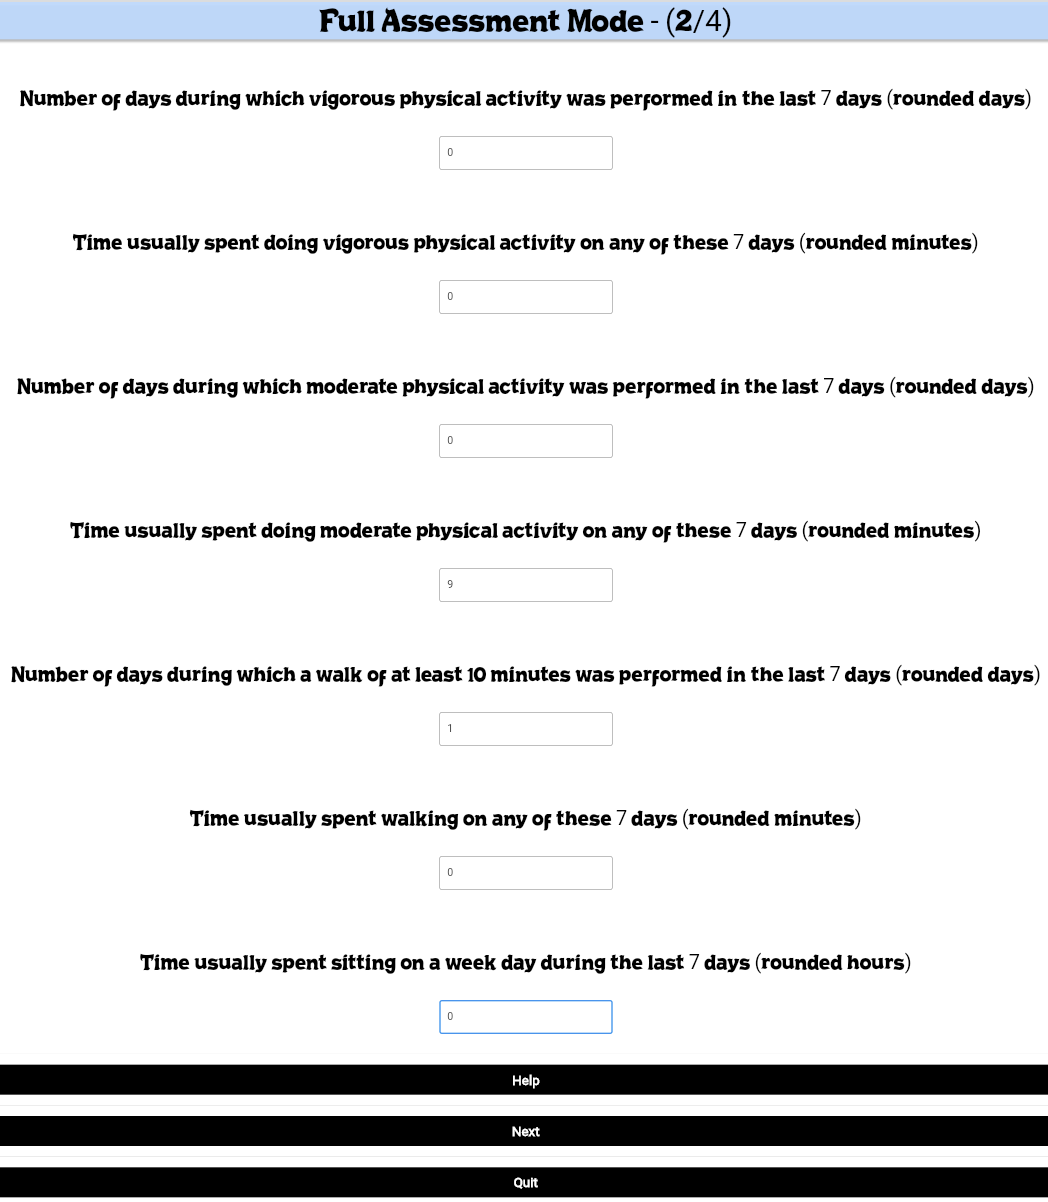 Full Assessment Mode - (2/4)
Number of days during which vigorous physical activity was performed in the last 7 days (rounded days)
0
Time usually spent doing vigorous physical activity on any of these 7 days (rounded minutes)
0
Number of days during which moderate physical activity was performed in the last 7 days (rounded days)
0
Time usually spent doing moderate physical activity on any of these 7 days (rounded minutes)
9
Number of days during which a walk of at least 10 minutes was performed in the last 7 days (rounded days)
1
Time usually spent walking on any of these 7 days (rounded minutes)
0
Time usually spent sitting on a week day during the last 7 days (rounded hours)
0
Help
Next
Quit